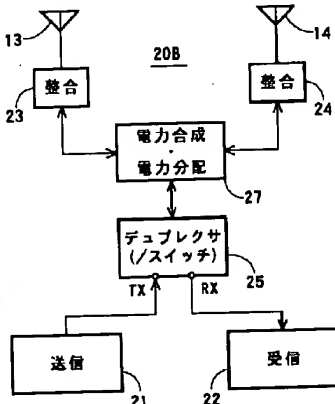 13
14
20B
整合
整合
23
24
電力合成
・
電力分配
27
デュプレクサ
(/スイッチ)
25
TX
RX
送信
受信
21
22